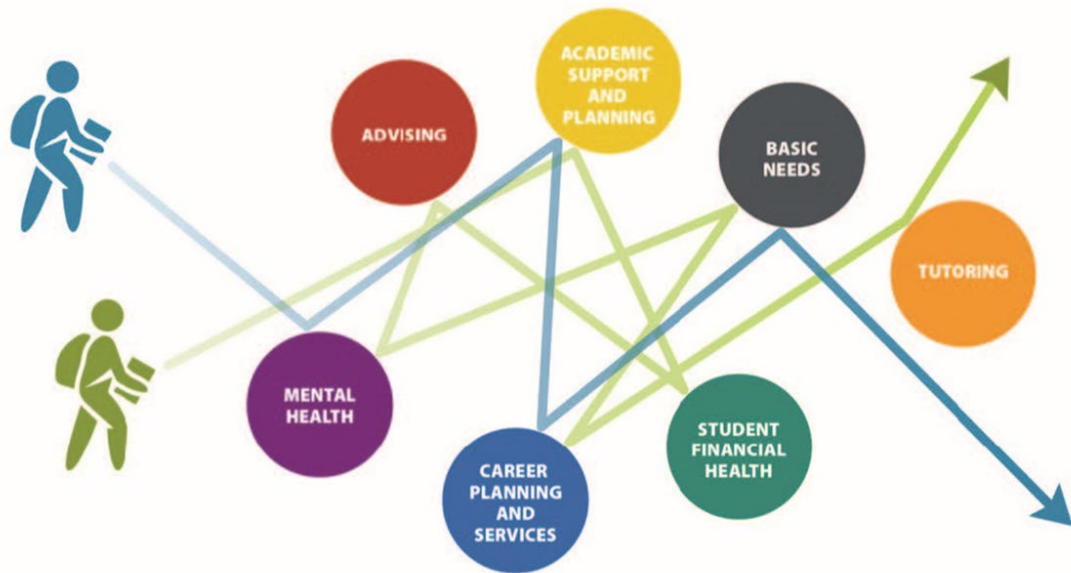 ADVISING
ACADEMIC
SUPPORT
AND
PLANNING
BASIC
NEEDS
TUTORING
MENTAL
HEALTH
CAREER
PLANNING
AND
SERVICES
STUDENT
FINANCIAL
HEALTH